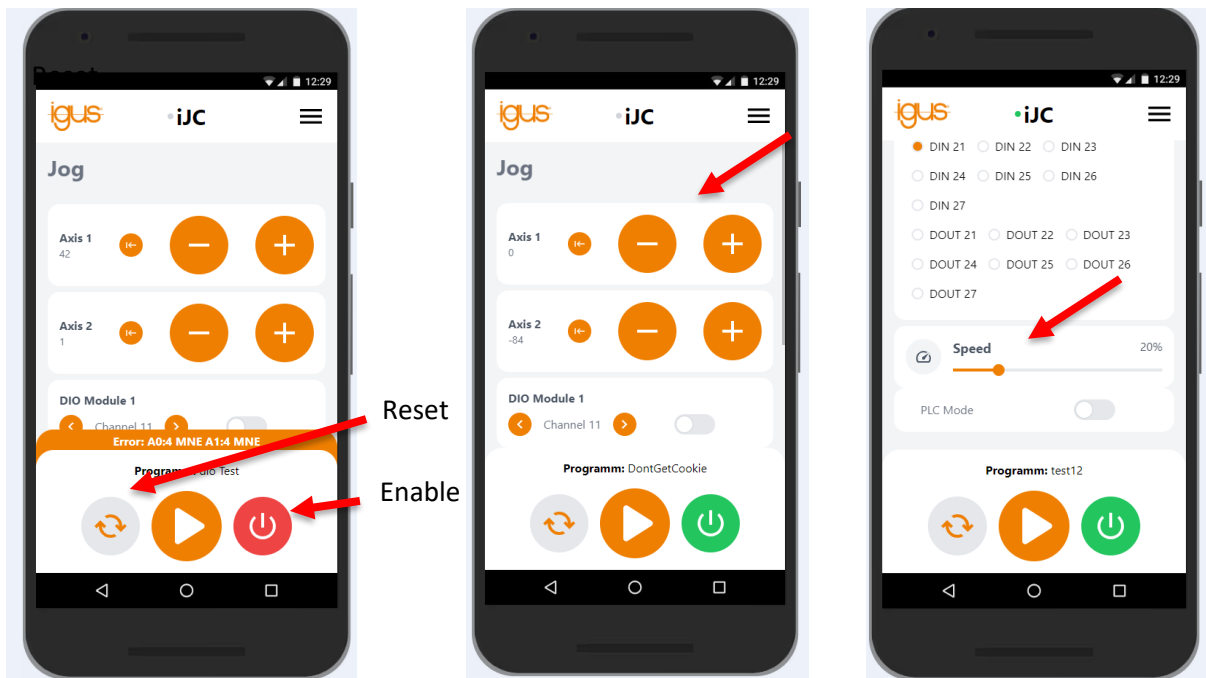 Reset
12:29
igus
iJC
Jog
Axis 1
42
Axis 2
1
DIO Module 1
Channel 11
Error: A0:4 MNE A1:4 MNE
Test
Reset
Enable
12:29
igus
iJC
Jog
Axis 1
0
Axis 2
-84
DIO Module 1
Channel 11
Programm: DontGetCookie
12:29
igus
iJC
DIN 21 DIN 22 DIN 23
DIN 24 DIN 25 DIN 26
DIN 27
DOUT 21 DOUT 22 DOUT 23
DOUT 24 DOUT 25 DOUT 26
DOUT 27
Speed 20%
PLC Mode
Programm: test12